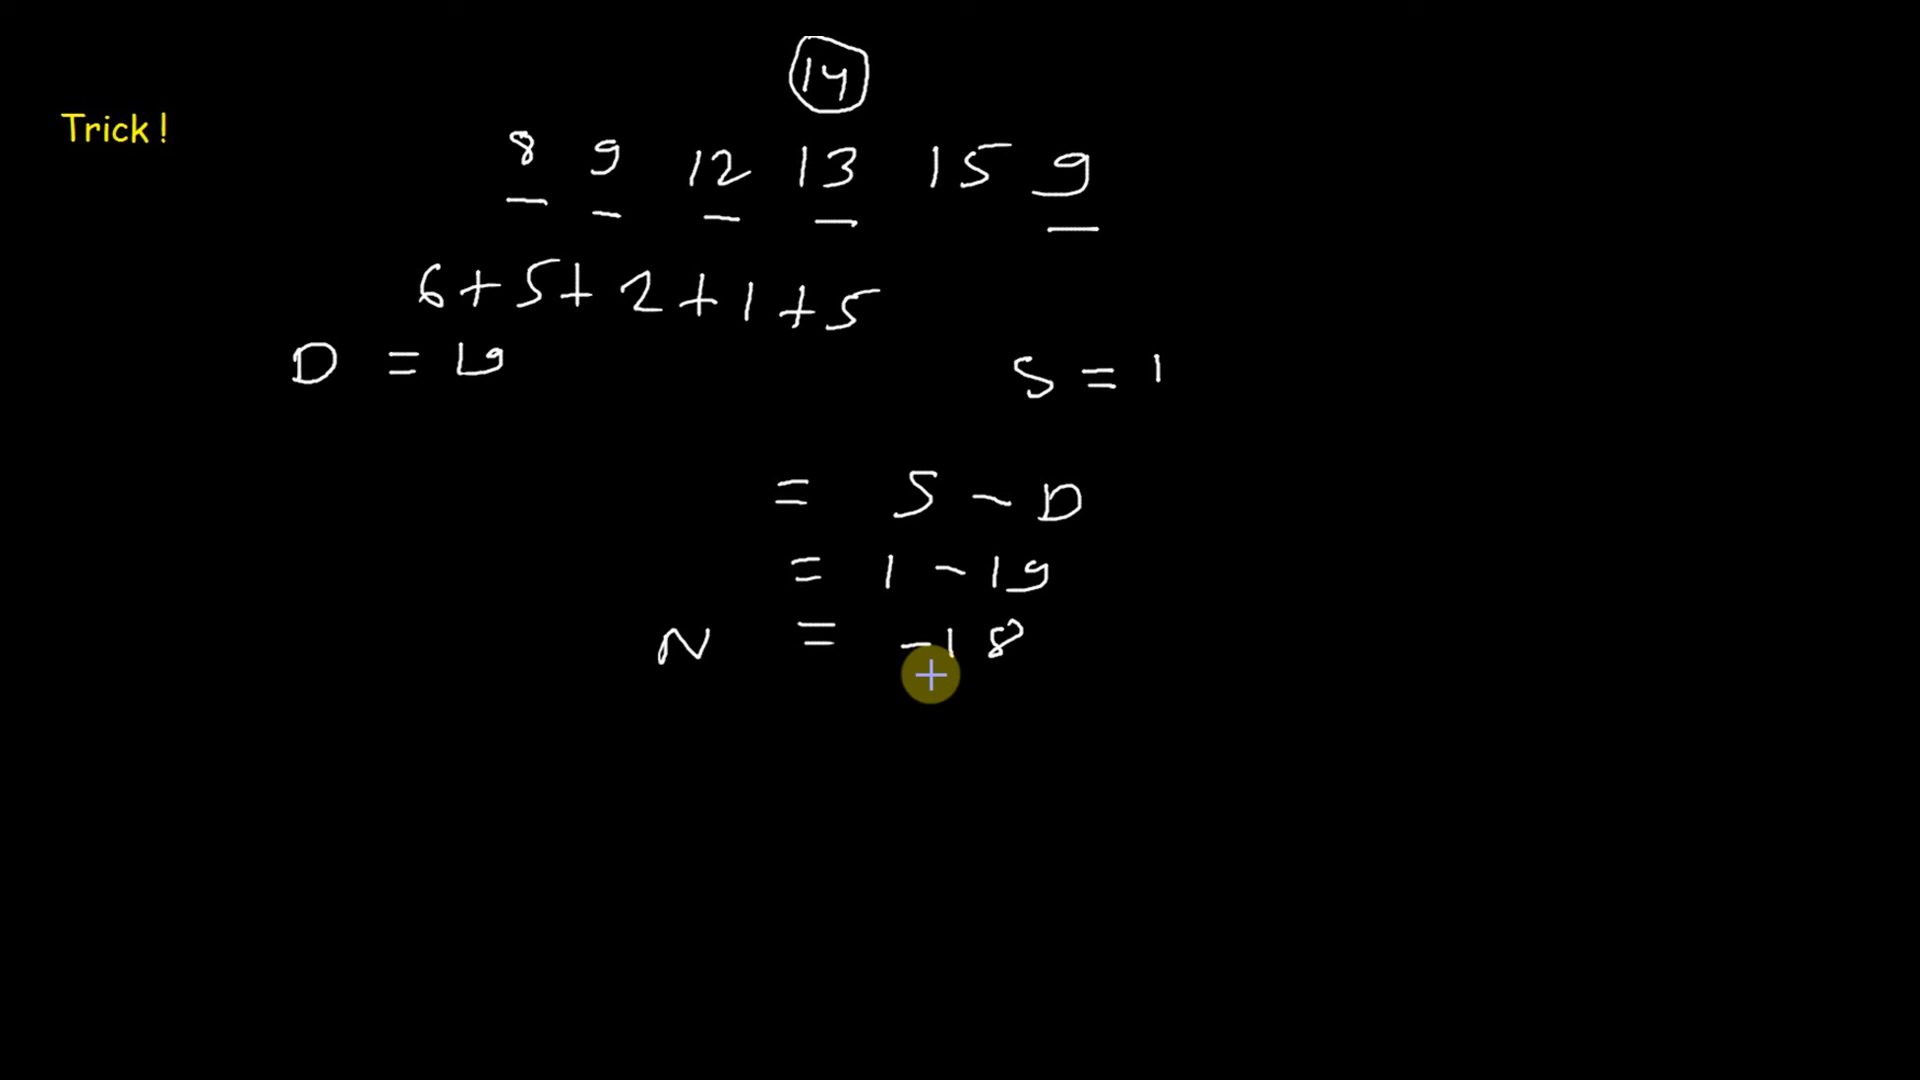 14
Trick !
8 9 12 13 15 9
6 + 5 + 2 + 1 + 5
D = 19
S = 1
= S - D
= 1 - 19
N = -18